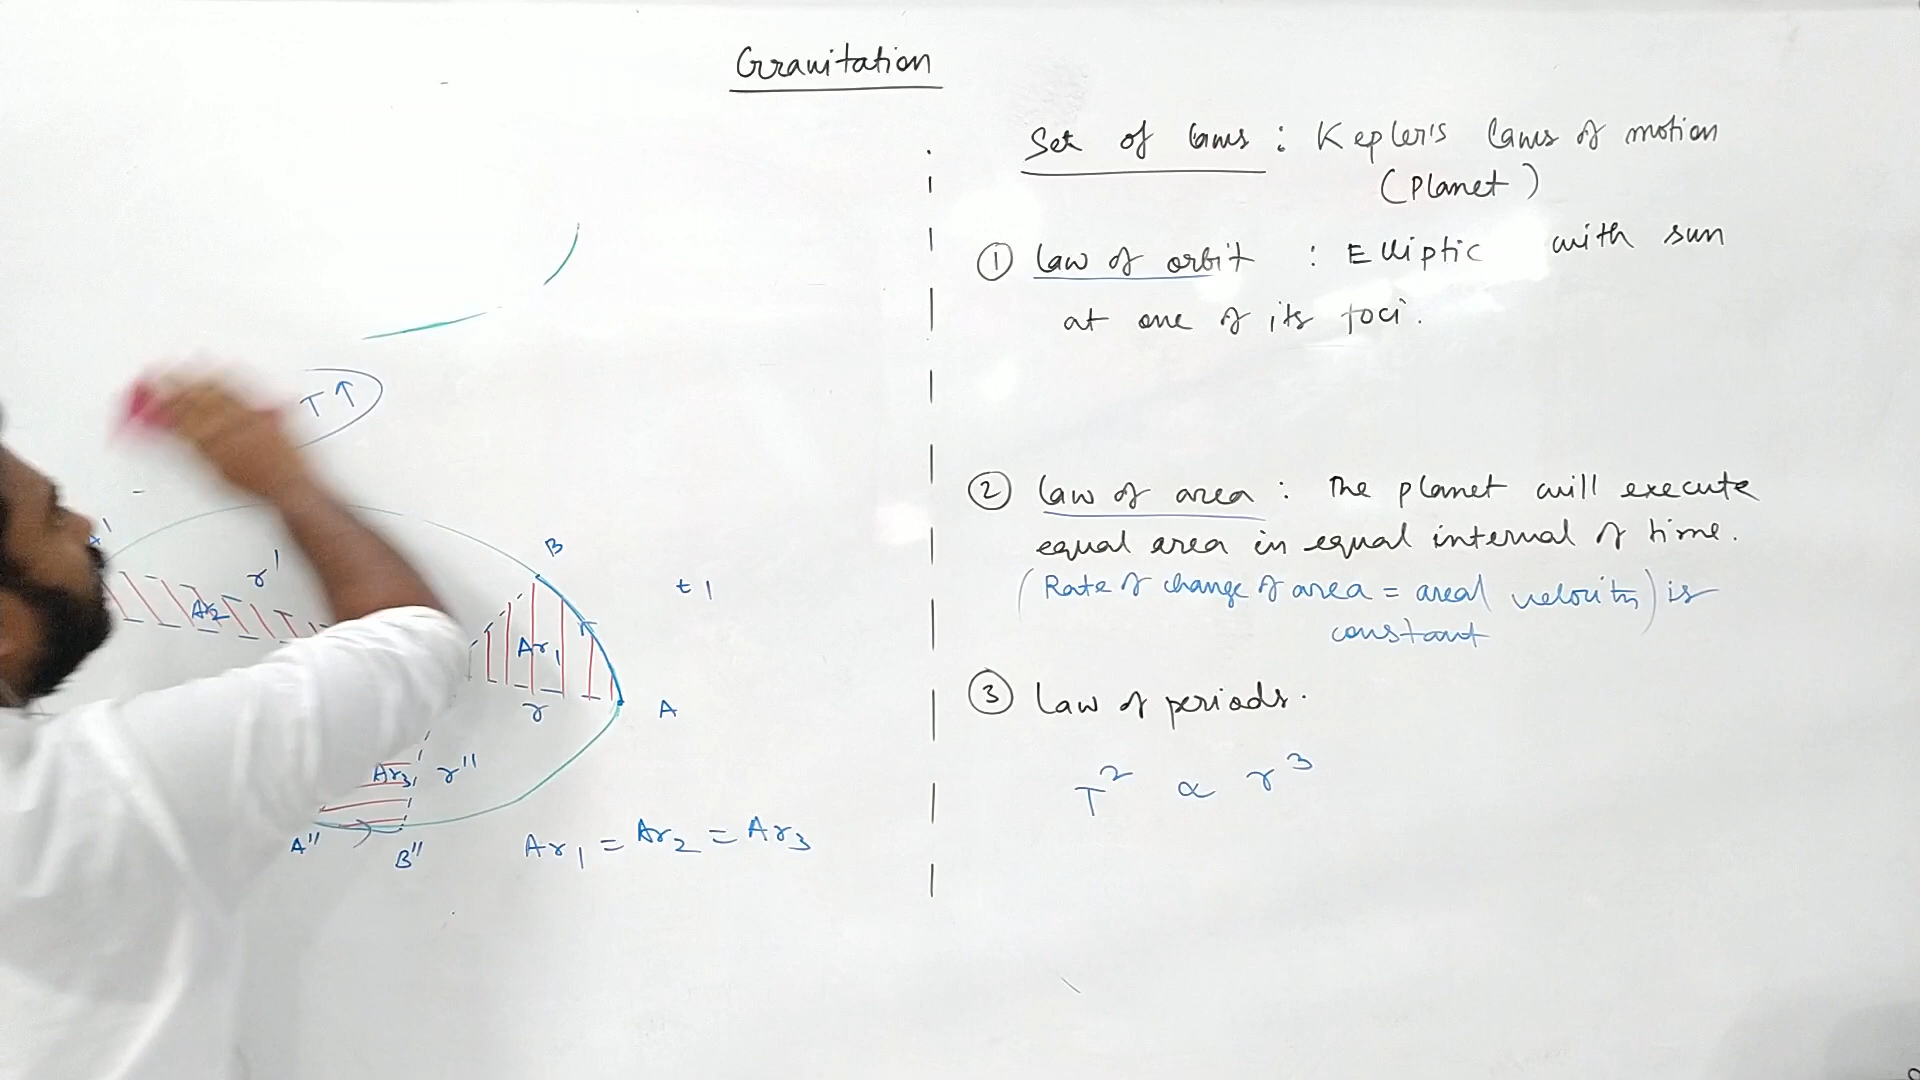 Gravitation
Set of laws : Kepler's laws of motion
(Planet)
① law of orbit : Elliptic with sun
at one of its foci.
② law of area : The planet will execute
equal area in equal interval of time.
(Rate of change of area = areal velocity) is
constant
③ Law of periods.
T² ∝ r³
T↑
A'
B
r'
t1
Ar2
Ar1
r
A
Ar3
r''
A''
B''
Ar1 = Ar2 = Ar3